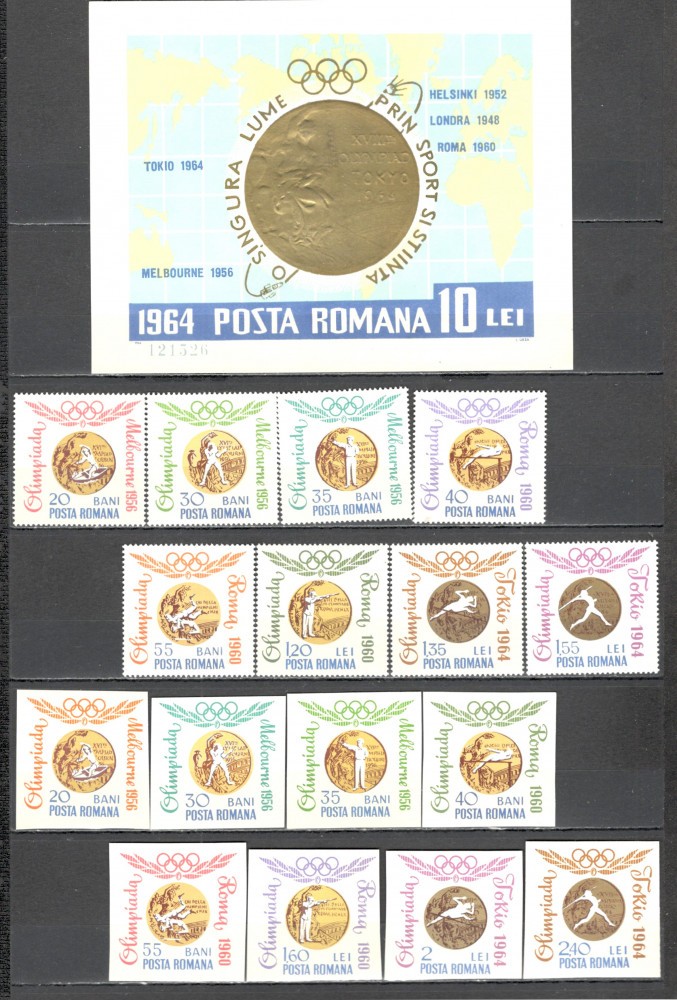 HELSINKI 1952
LONDRA 1948
ROMA 1960
TOKIO 1964
MELBOURNE 1956
O SINGURA LUME PRIN SPORT SI STIINTA
XVIII
OLIMPIAD
TOKYO
1964
1964 POSTA ROMANA 10 LEI
121526
Olimpiada Melbourne 1956
20 BANI
POSTA ROMANA
Olimpiada Melbourne 1956
30 BANI
POSTA ROMANA
Olimpiada Melbourne 1956
35 BANI
POSTA ROMANA
Olimpiada Roma 1960
40 BANI
POSTA ROMANA
Olimpiada Roma 1960
55 BANI
POSTA ROMANA
Olimpiada Roma 1960
1,20 LEI
POSTA ROMANA
Olimpiada Tokio 1964
1,35 LEI
POSTA ROMANA
Olimpiada Tokio 1964
1,55 LEI
POSTA ROMANA
Olimpiada Melbourne 1956
20 BANI
POSTA ROMANA
Olimpiada Melbourne 1956
30 BANI
POSTA ROMANA
Olimpiada Melbourne 1956
35 BANI
POSTA ROMANA
Olimpiada Roma 1960
40 BANI
POSTA ROMANA
Olimpiada Roma 1960
55 BANI
POSTA ROMANA
Olimpiada Roma 1960
1,60 LEI
POSTA ROMANA
Olimpiada Tokio 1964
2 LEI
POSTA ROMANA
Olimpiada Tokio 1964
2,40 LEI
POSTA ROMANA